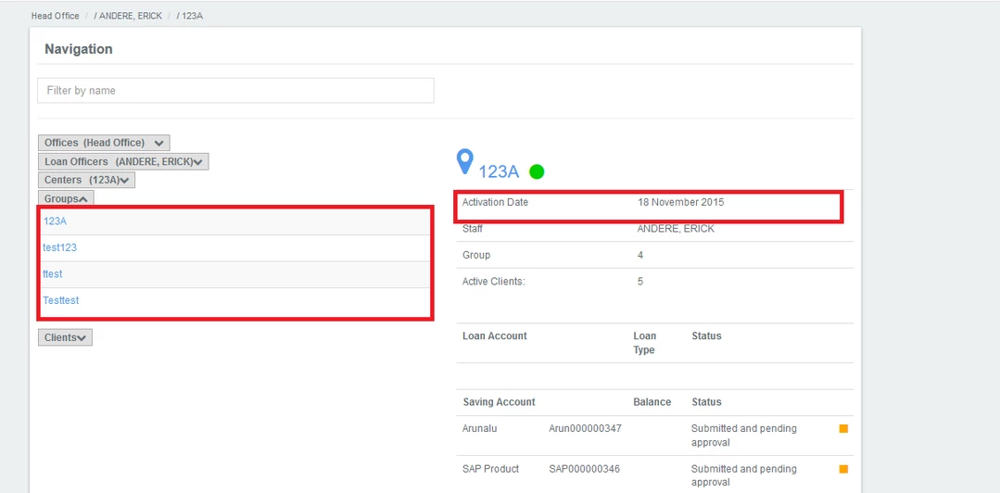 Head Office / / ANDERE, ERICK / / 123A
Navigation
Filter by name
Offices (Head Office)
Loan Officers (ANDERE, ERICK)
Centers (123A)
Groups
123A
test123
ttest
Testtest
Clients
123A
Activation Date 18 November 2015
Staff ANDERE, ERICK
Group 4
Active Clients: 5
Loan Account Loan Status
Type
Saving Account Balance Status
Arunalu Arun000000347 Submitted and pending
approval
SAP Product SAP000000346 Submitted and pending
approval